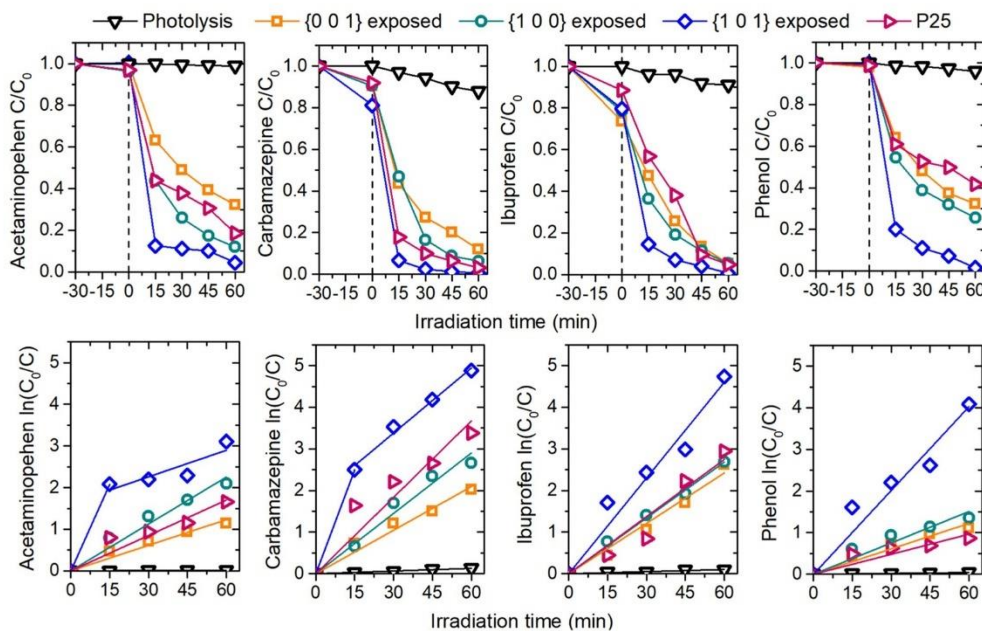 Photolysis {0 0 1} exposed {1 0 0} exposed {1 0 1} exposed P25
Acetaminopehen C/C0
1.0
0.8
0.6
0.4
0.2
0.0
-30 -15 0 15 30 45 60
Carbamazepine C/C0
1.0
0.8
0.6
0.4
0.2
0.0
-30 -15 0 15 30 45 60
Ibuprofen C/C0
1.0
0.8
0.6
0.4
0.2
0.0
-30 -15 0 15 30 45 60
Phenol C/C0
1.0
0.8
0.6
0.4
0.2
0.0
-30 -15 0 15 30 45 60
Irradiation time (min)
Acetaminopehen ln(C0/C)
5
4
3
2
1
0
0 15 30 45 60
Carbamazepine ln(C0/C)
5
4
3
2
1
0
0 15 30 45 60
Ibuprofen ln(C0/C)
5
4
3
2
1
0
0 15 30 45 60
Phenol ln(C0/C)
5
4
3
2
1
0
0 15 30 45 60
Irradiation time (min)